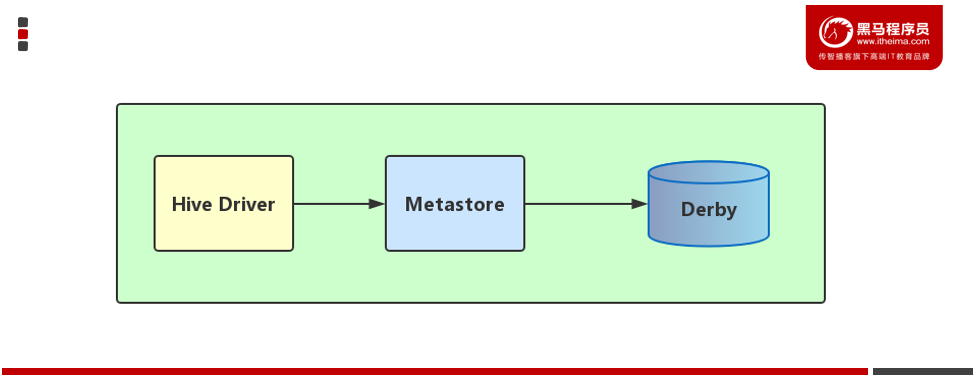 黑马程序员
www.itheima.com
传智播客旗下高端IT教育品牌
Hive Driver
Metastore
Derby